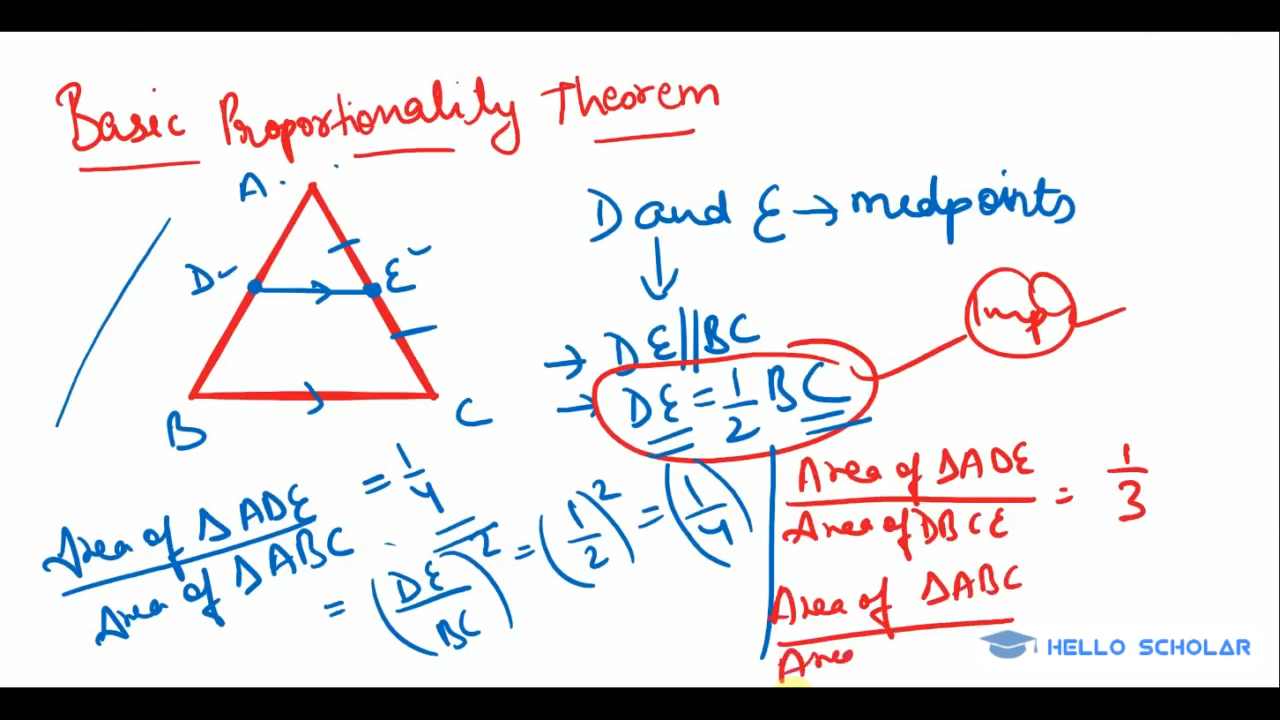 Basic Proportionality Theorem
A
D
E
B
C
D and E → medpoints
↓
→ DE || BC
→ DE = 1/2 BC
Imp
Area of ΔADE / Area of ΔABC = 1/4
= (DE/BC)² = (1/2)² = (1/4)
Area of ΔADE / Area of DBCE = 1/3
Area of ΔABC / Area
HELLO SCHOLAR